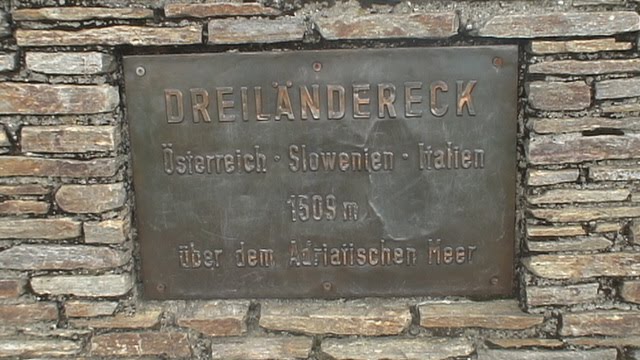 DREILÄNDERECK
Österreich · Slowenien · Italien
1509 m
über dem Adriatischen Meer